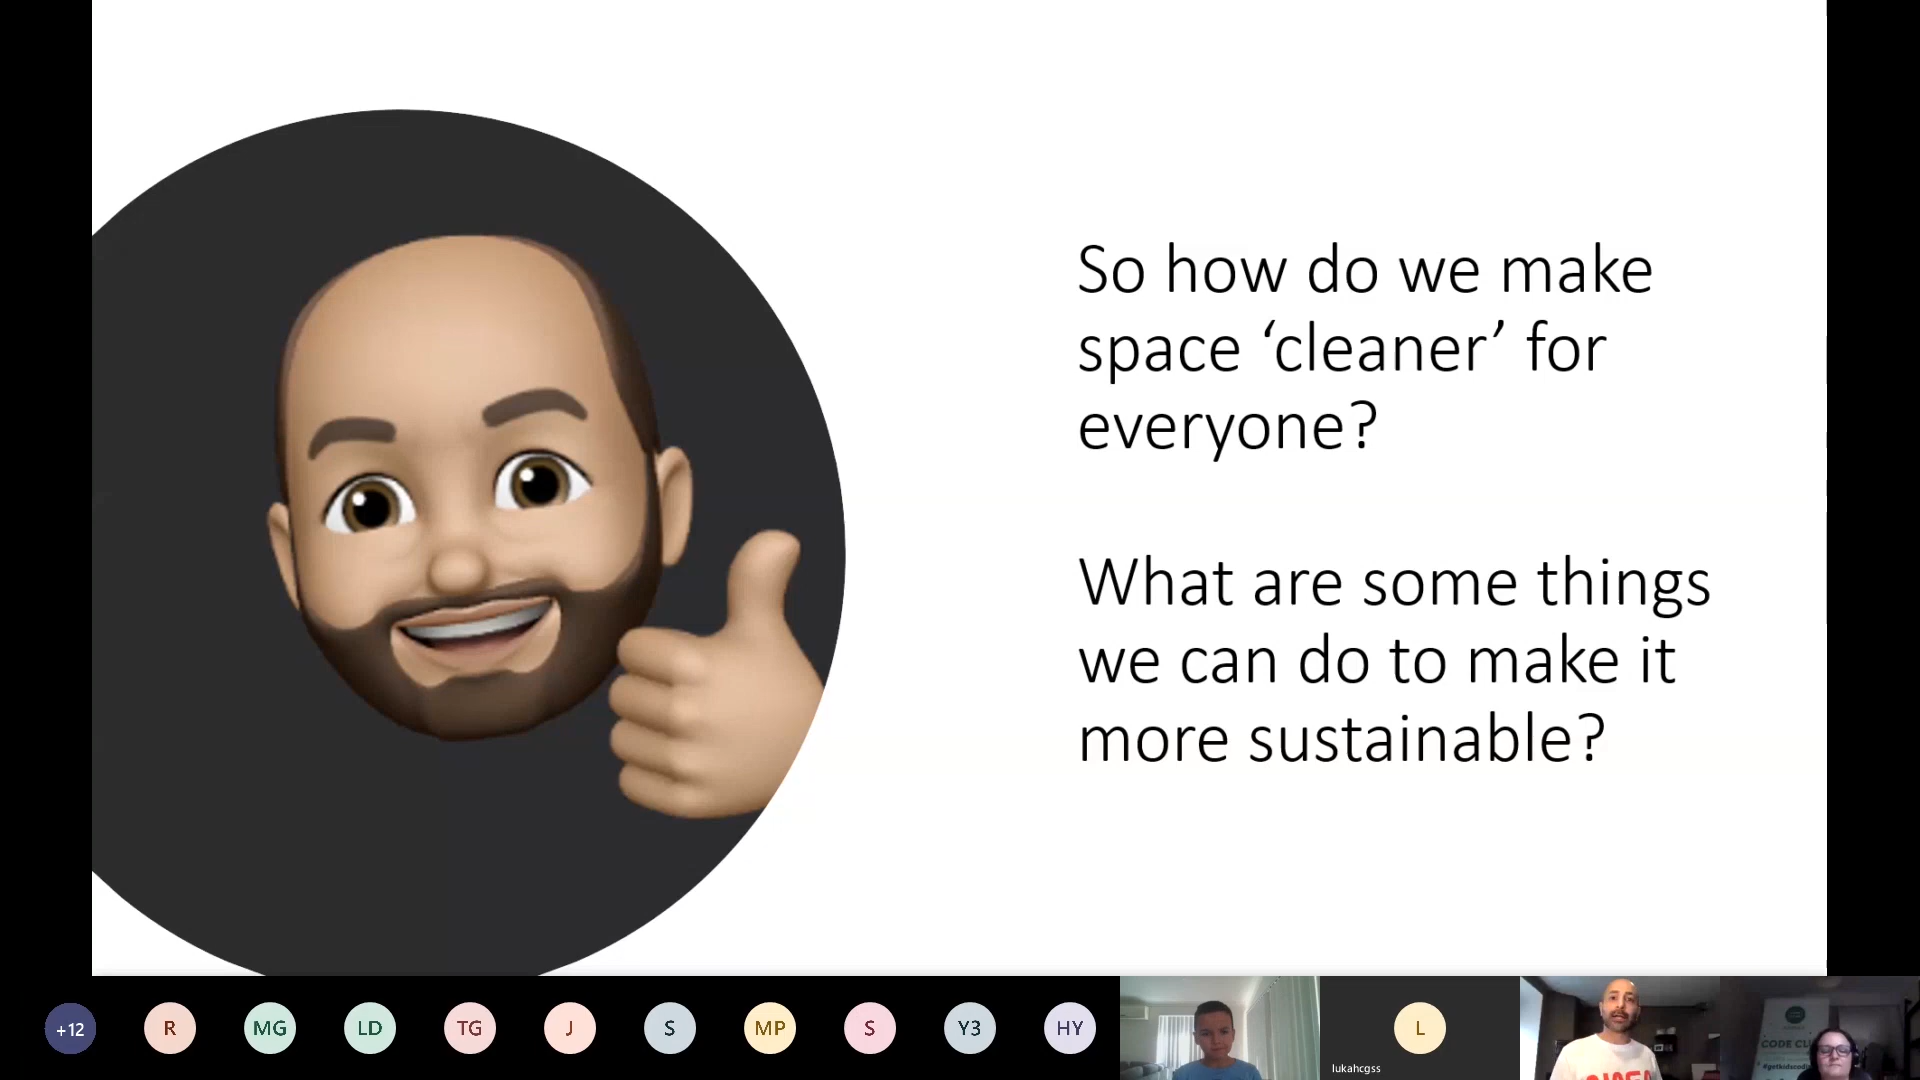 So how do we make
space ‘cleaner’ for
everyone?
What are some things
we can do to make it
more sustainable?
+12
R
MG
LD
TG
J
S
MP
S
Y3
HY
L
lukahcgss
CODE